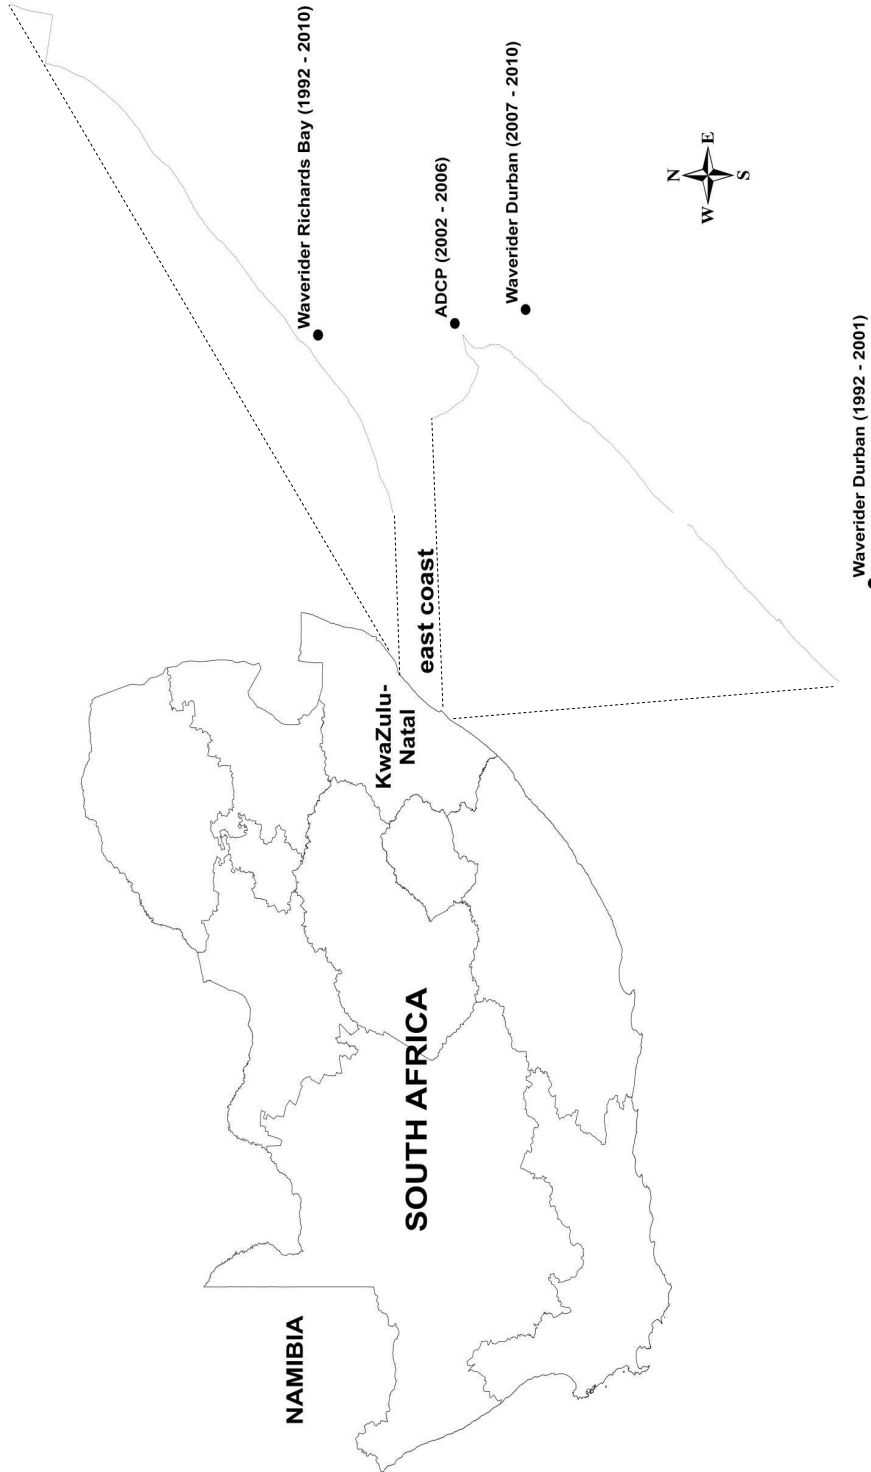 NAMIBIA
SOUTH AFRICA
KwaZulu-
Natal
east coast
Waverider Richards Bay (1992 - 2010)
ADCP (2002 - 2006)
Waverider Durban (2007 - 2010)
Waverider Durban (1992 - 2001)
N
W
E
S